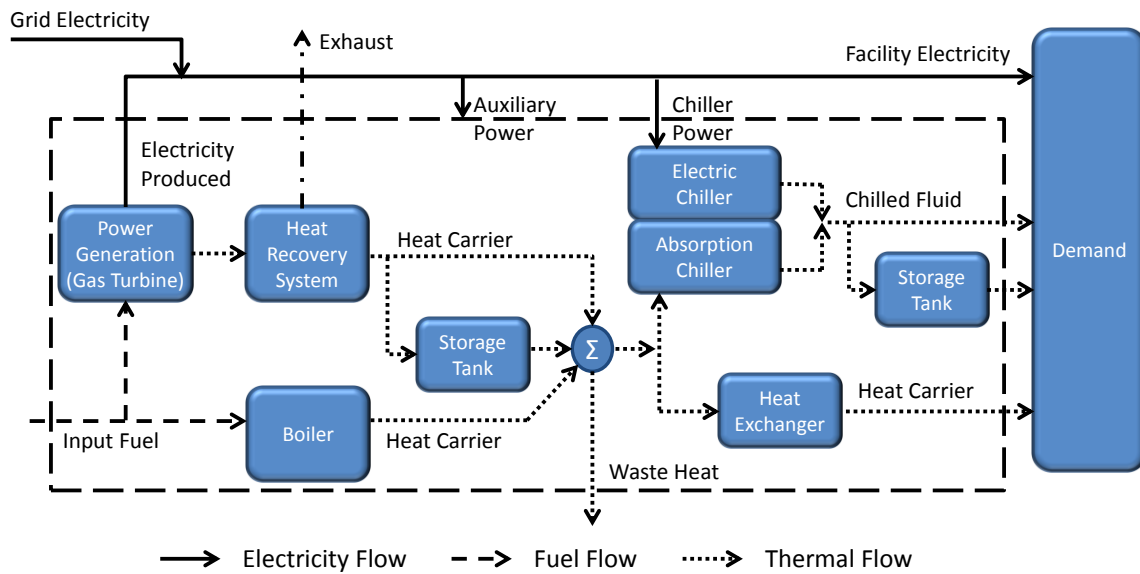 Grid Electricity
Exhaust
Facility Electricity
Auxiliary
Power
Chiller
Power
Electricity
Produced
Electric
Chiller
Power
Generation
(Gas Turbine)
Heat
Recovery
System
Heat Carrier
Absorption
Chiller
Chilled Fluid
Demand
Storage
Tank
Storage
Tank
Σ
Input Fuel
Boiler
Heat Carrier
Heat
Exchanger
Heat Carrier
Waste Heat
Electricity Flow
Fuel Flow
Thermal Flow